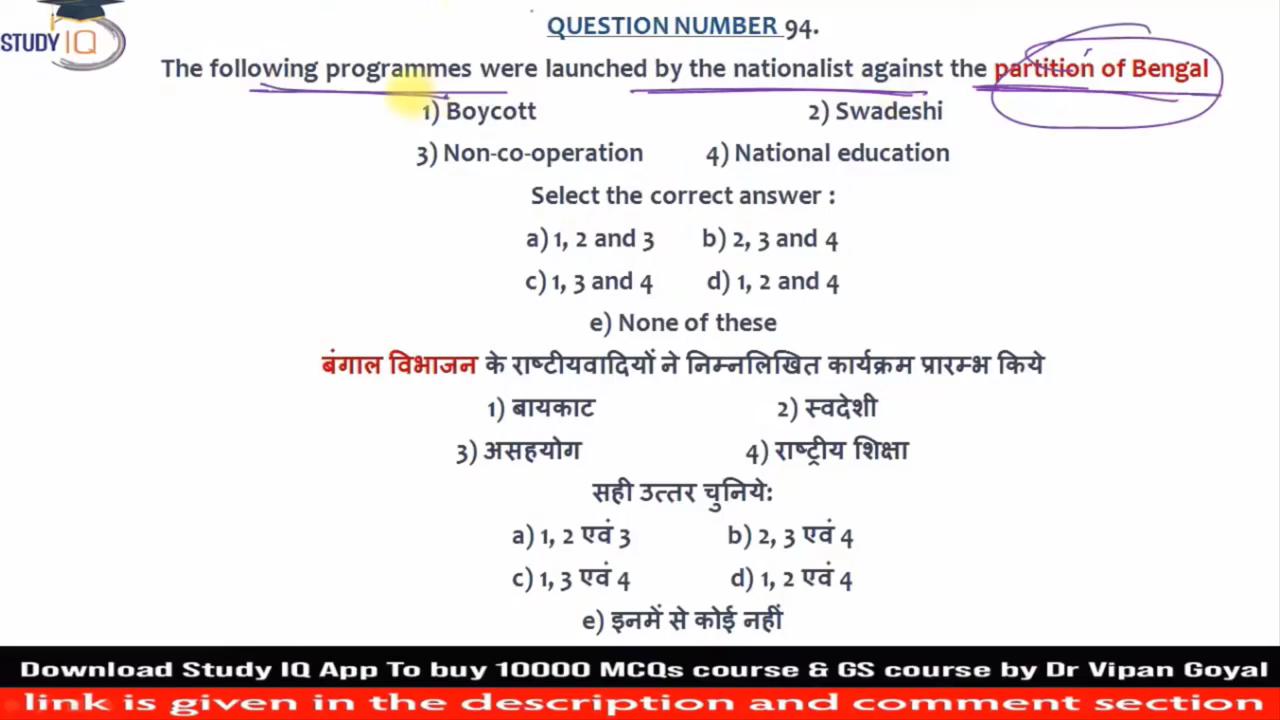 STUDY IQ
QUESTION NUMBER 94.
The following programmes were launched by the nationalist against the partition of Bengal
1) Boycott 2) Swadeshi
3) Non-co-operation 4) National education
Select the correct answer :
a) 1, 2 and 3 b) 2, 3 and 4
c) 1, 3 and 4 d) 1, 2 and 4
e) None of these
बंगाल विभाजन के राष्टीयवादियों ने निम्नलिखित कार्यक्रम प्रारम्भ किये
1) बायकाट 2) स्वदेशी
3) असहयोग 4) राष्ट्रीय शिक्षा
सही उत्तर चुनिये:
a) 1, 2 एवं 3 b) 2, 3 एवं 4
c) 1, 3 एवं 4 d) 1, 2 एवं 4
e) इनमें से कोई नहीं
Download Study IQ App To buy 10000 MCQs course & GS course by Dr Vipan Goyal
link is given in the description and comment section